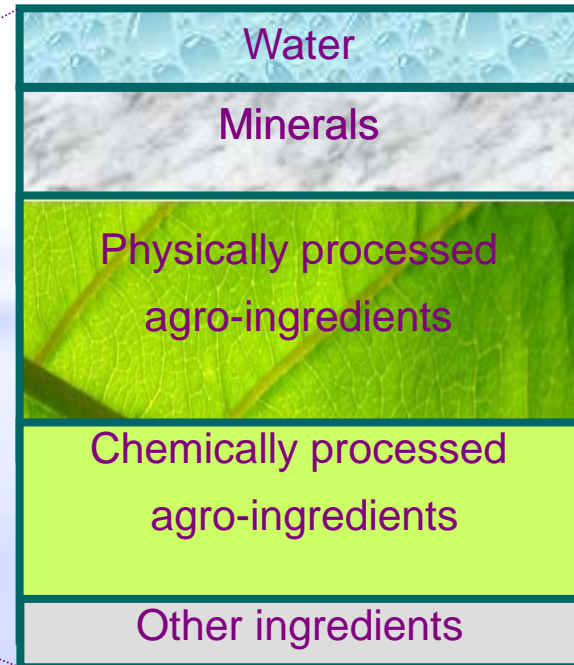 Water
Minerals
Physically processed
agro-ingredients
Chemically processed
agro-ingredients
Other ingredients